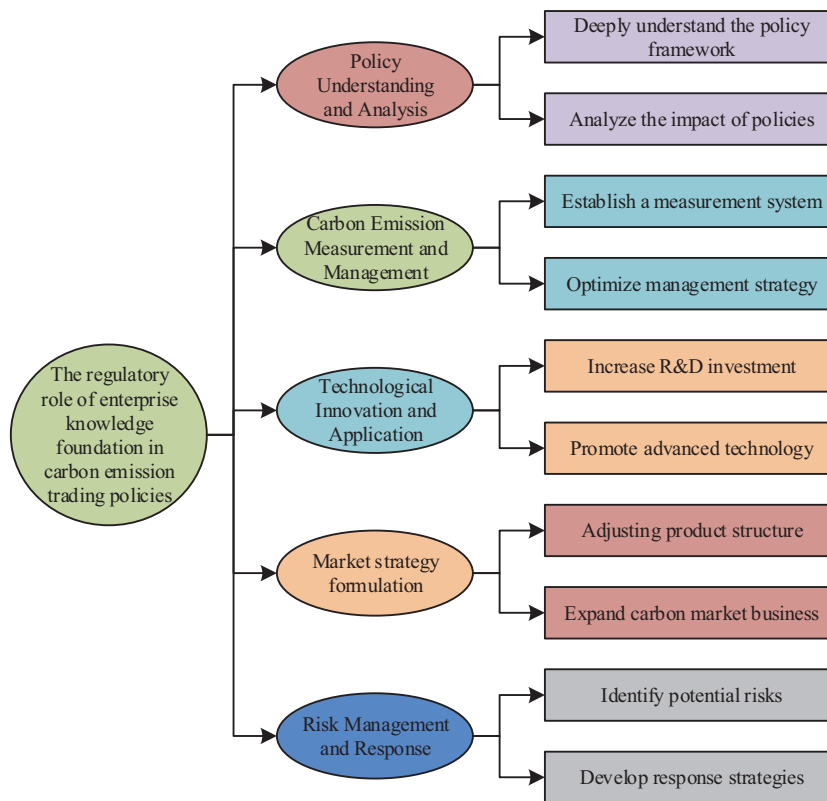 The regulatory
role of enterprise
knowledge
foundation in
carbon emission
trading policies
Policy
Understanding
and Analysis
Deeply understand the policy
framework
Analyze the impact of policies
Carbon Emission
Measurement and
Management
Establish a measurement system
Optimize management strategy
Technological
Innovation and
Application
Increase R&D investment
Promote advanced technology
Market strategy
formulation
Adjusting product structure
Expand carbon market business
Risk Management
and Response
Identify potential risks
Develop response strategies